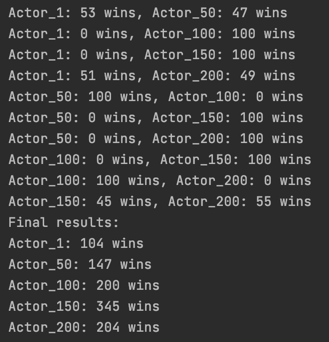 Actor_1: 53 wins, Actor_50: 47 wins
Actor_1: 0 wins, Actor_100: 100 wins
Actor_1: 0 wins, Actor_150: 100 wins
Actor_1: 51 wins, Actor_200: 49 wins
Actor_50: 100 wins, Actor_100: 0 wins
Actor_50: 0 wins, Actor_150: 100 wins
Actor_50: 0 wins, Actor_200: 100 wins
Actor_100: 0 wins, Actor_150: 100 wins
Actor_100: 100 wins, Actor_200: 0 wins
Actor_150: 45 wins, Actor_200: 55 wins
Final results:
Actor_1: 104 wins
Actor_50: 147 wins
Actor_100: 200 wins
Actor_150: 345 wins
Actor_200: 204 wins